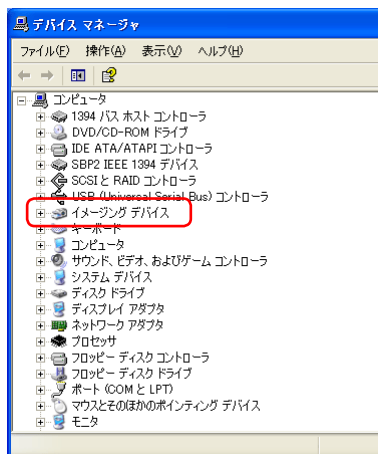 デバイス マネージャ
ファイル(F) 操作(A) 表示(V) ヘルプ(H)
コンピュータ
1394 バス ホスト コントローラ
DVD/CD-ROM ドライブ
IDE ATA/ATAPI コントローラ
SBP2 IEEE 1394 デバイス
SCSI と RAID コントローラ
USB (Universal Serial Bus) コントローラ
イメージング デバイス
キーボード
コンピュータ
サウンド、ビデオ、およびゲーム コントローラ
システム デバイス
ディスク ドライブ
ディスプレイ アダプタ
ネットワーク アダプタ
プロセッサ
フロッピー ディスク コントローラ
フロッピー ディスク ドライブ
ポート (COM と LPT)
マウスとそのほかのポインティング デバイス
モニタ